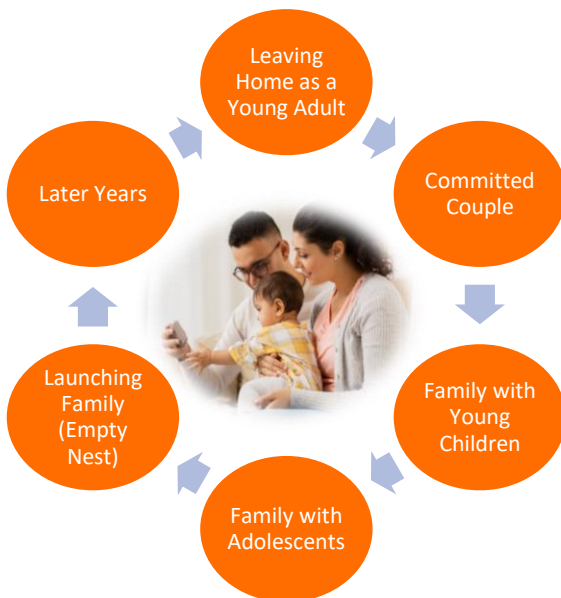 Leaving
Home as a
Young Adult
Committed
Couple
Family with
Young
Children
Family with
Adolescents
Launching
Family
(Empty
Nest)
Later Years